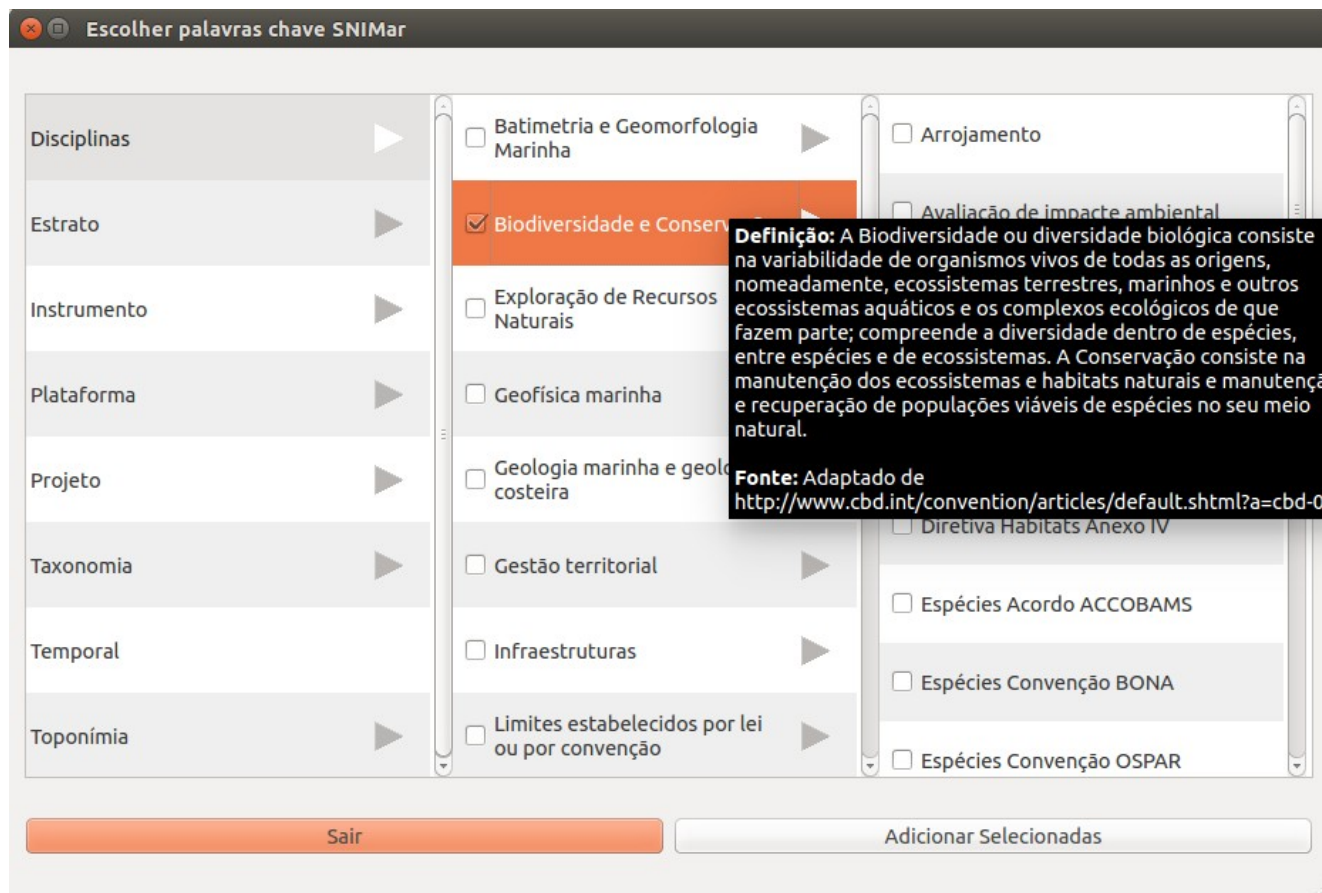 Escolher palavras chave SNIMar
Disciplinas
Estrato
Instrumento
Plataforma
Projeto
Taxonomia
Temporal
Toponímia
Batimetria e Geomorfologia
Marinha
Biodiversidade e
Exploração de Recursos
Naturais
Geofísica marinha
Geologia marinha e
costeira
Gestão territorial
Infraestruturas
Limites estabelecidos por lei
ou por convenção
Arrojamento
Avaliação de impacte ambiental
Definição: A Biodiversidade ou diversidade biológica consiste
na variabilidade de organismos vivos de todas as origens,
nomeadamente, ecossistemas terrestres, marinhos e outros
ecossistemas aquáticos e os complexos ecológicos de que
fazem parte; compreende a diversidade dentro de espécies,
entre espécies e de ecossistemas. A Conservação consiste na
manutenção dos ecossistemas e habitats naturais e
e recuperação de populações viáveis de espécies no seu meio
natural.
Fonte: Adaptado de
http://www.cbd.int/convention/articles/default.shtml?a=cbd-0
Diretiva Habitats Anexo IV
Espécies Acordo ACCOBAMS
Espécies Convenção BONA
Espécies Convenção OSPAR
Sair
Adicionar Selecionadas